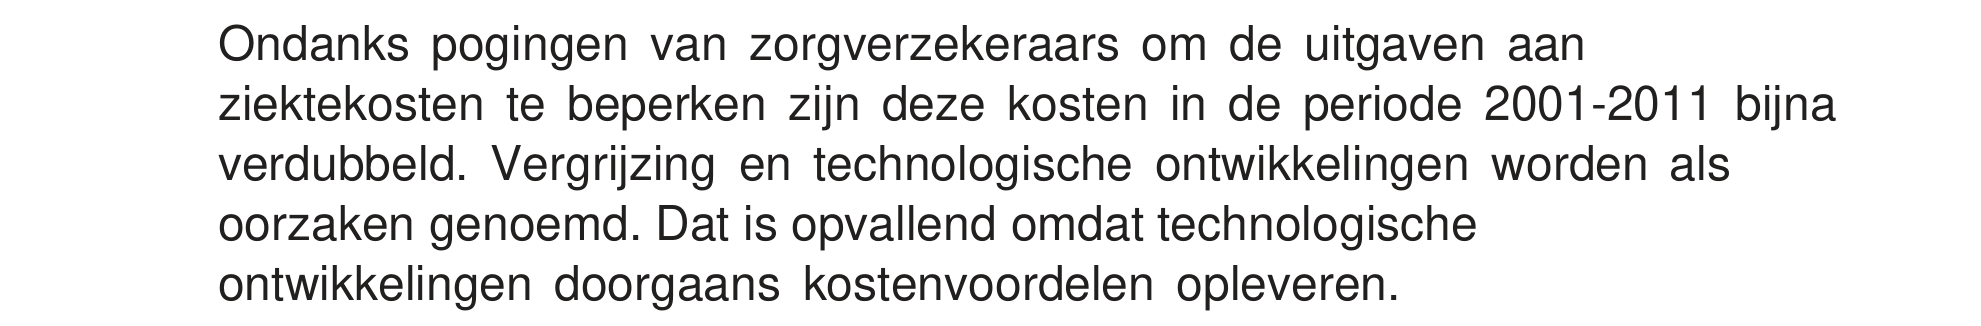 Ondanks pogingen van zorgverzekeraars om de uitgaven aan
ziektekosten te beperken zijn deze kosten in de periode 2001-2011 bijna
verdubbeld. Vergrijzing en technologische ontwikkelingen worden als
oorzaken genoemd. Dat is opvallend omdat technologische
ontwikkelingen doorgaans kostenvoordelen opleveren.